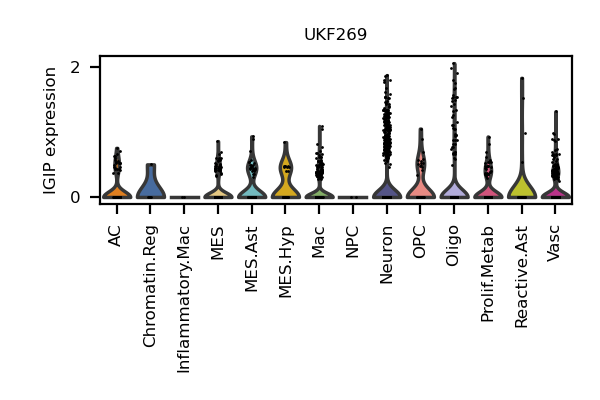 UKF269
IGIP expression
2
0
AC
Chromatin.Reg
Inflammatory.Mac
MES
MES.Ast
MES.Hyp
Mac
NPC
Neuron
OPC
Oligo
Prolif.Metab
Reactive.Ast
Vasc